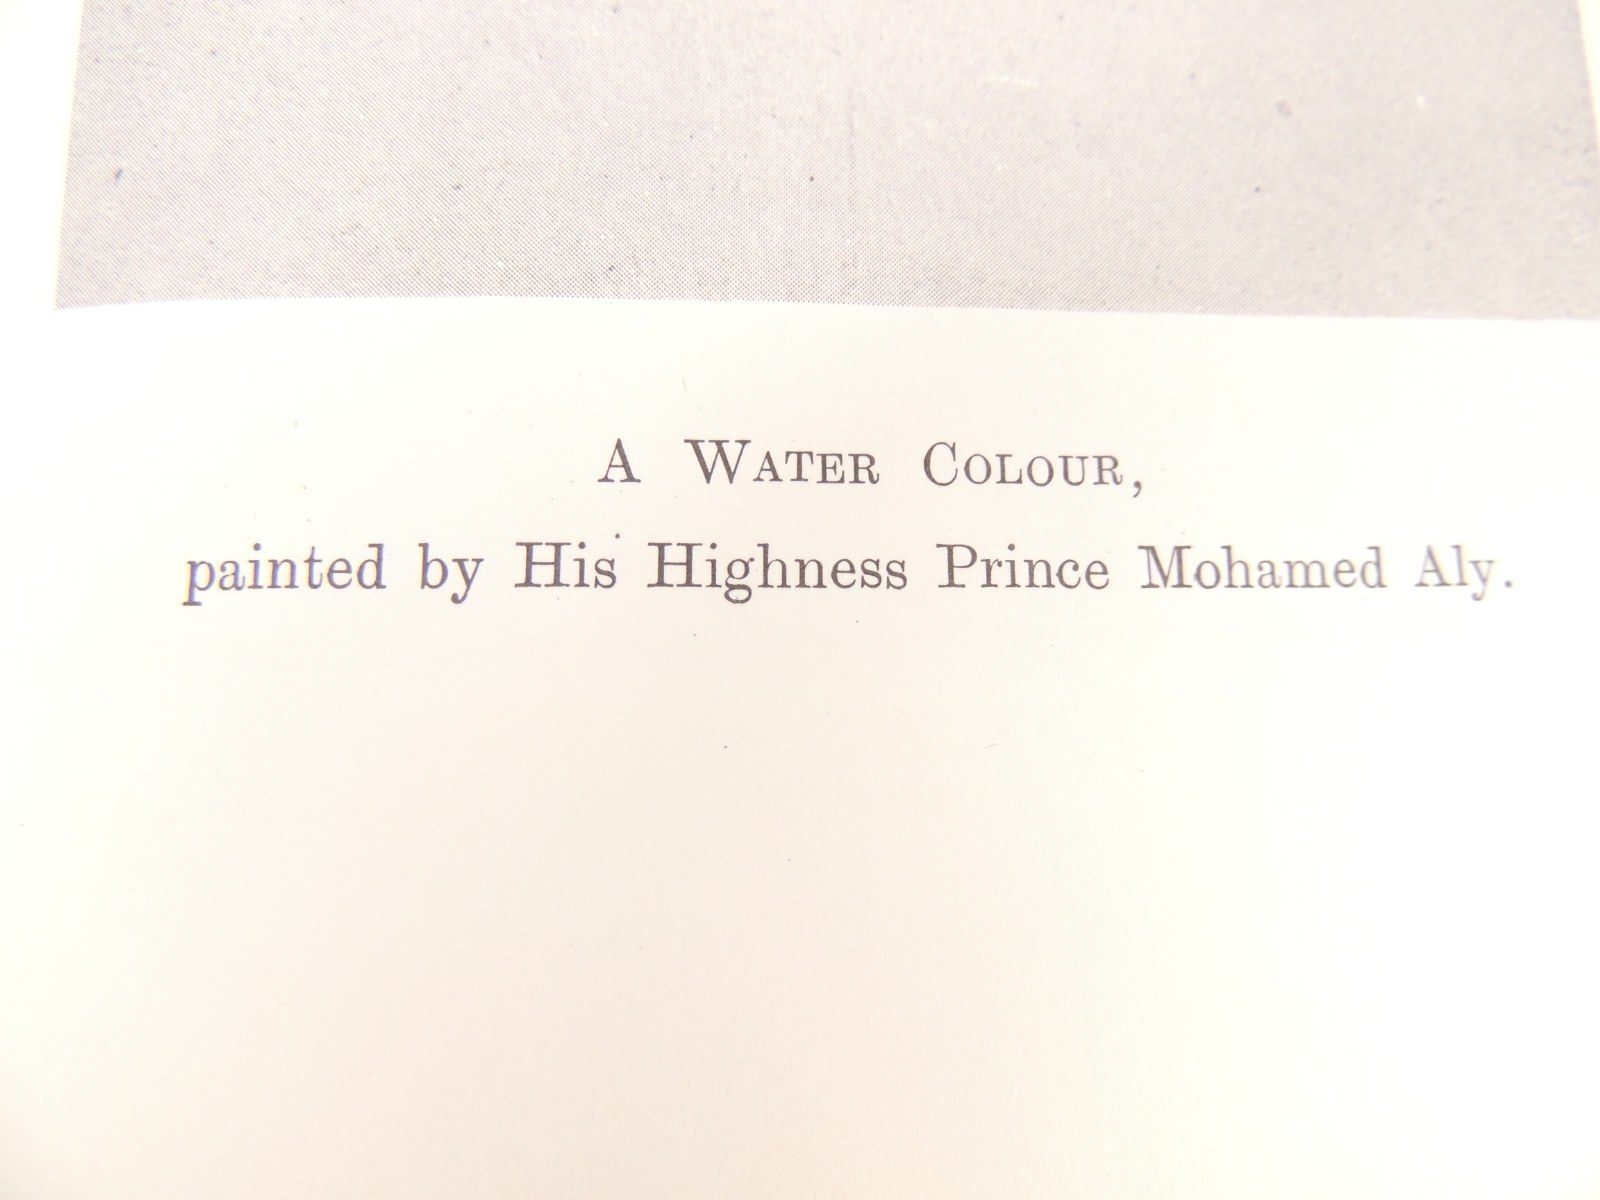 A Water Colour,
painted by His Highness Prince Mohamed Aly.